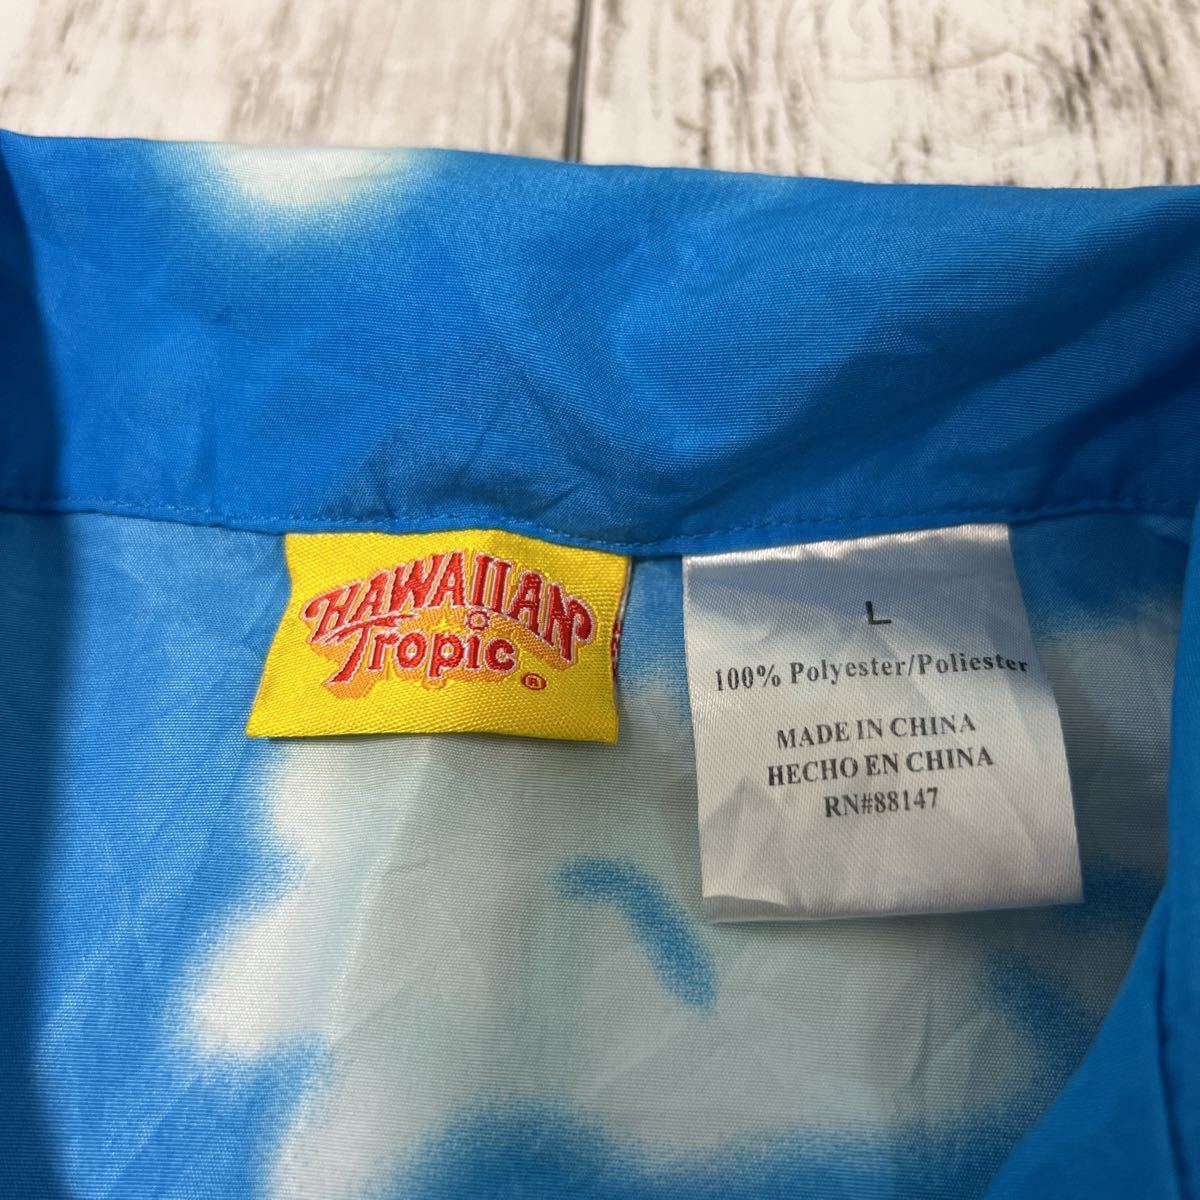 HAWAIIAN
Tropic ®
L
100% Polyester/Poliester
MADE IN CHINA
HECHO EN CHINA
RN#88147